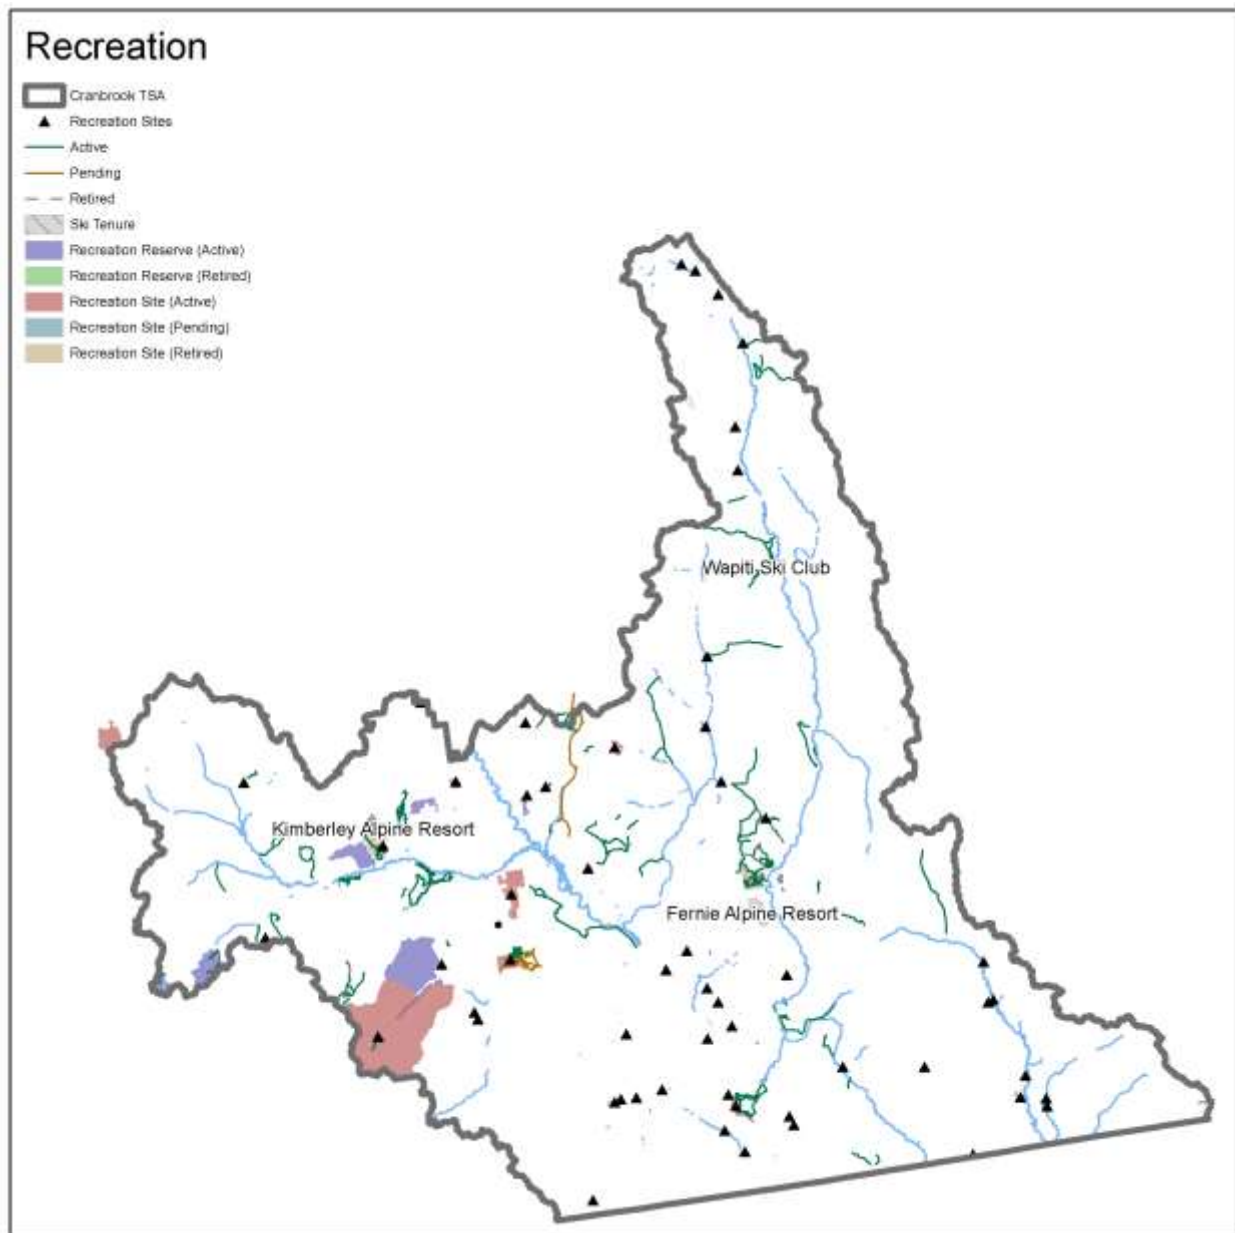 Recreation
Cranbrook TSA
Recreation Sites
Active
Pending
Retired
Ski Tenure
Recreation Reserve (Active)
Recreation Reserve (Retired)
Recreation Site (Active)
Recreation Site (Pending)
Recreation Site (Retired)
Wapiti Ski Club
Kimberley Alpine Resort
Fernie Alpine Resort